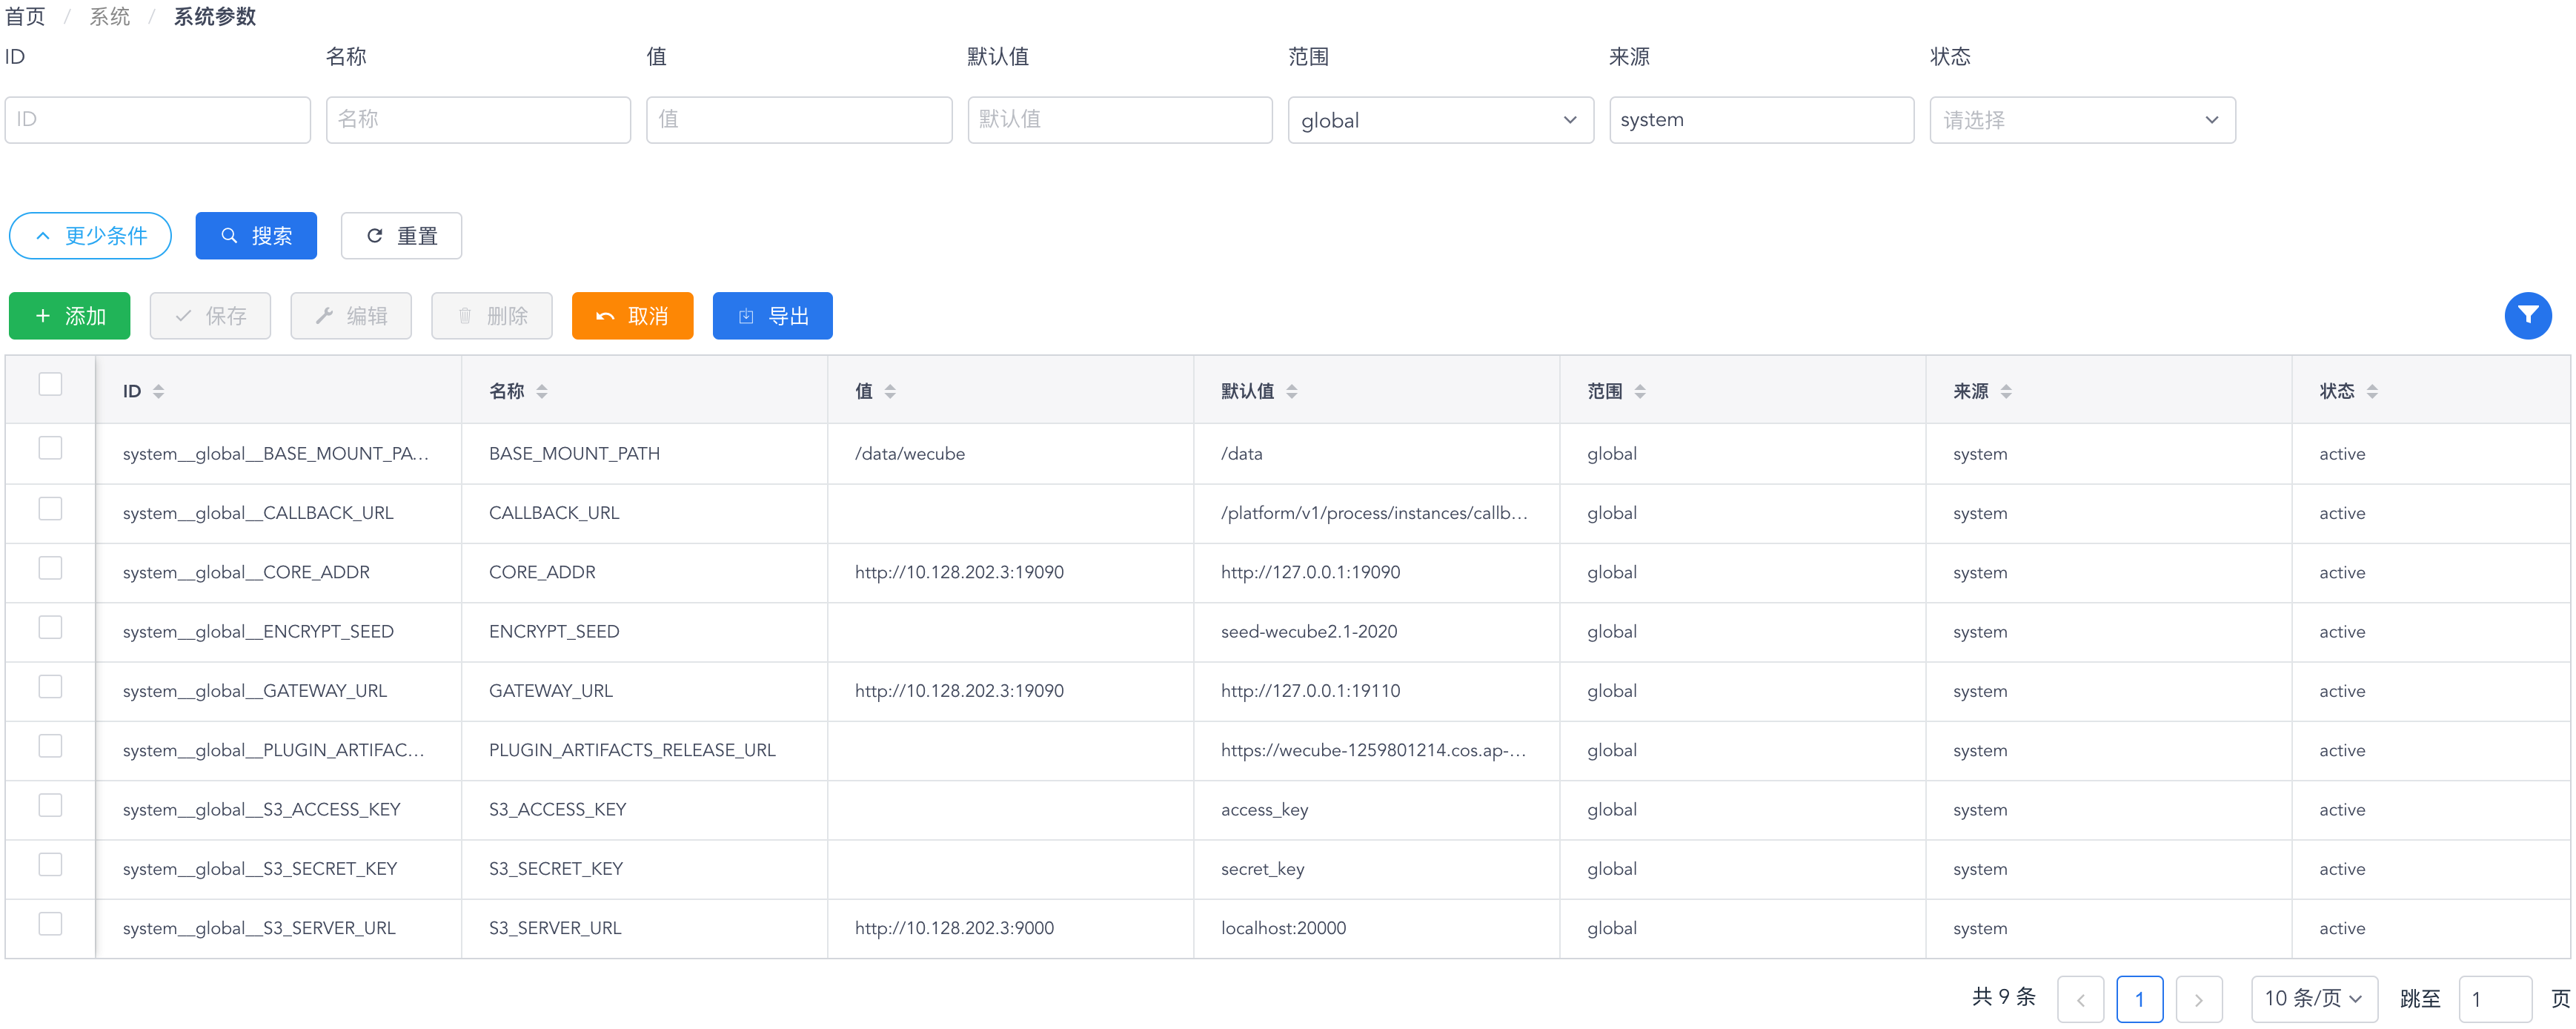 首页 / 系统 / 系统参数
ID 名称 值 默认值 范围 来源 状态
ID 名称 值 默认值 global system 请选择
更少条件 搜索 重置
添加 保存 编辑 删除 取消 导出
ID 名称 值 默认值 范围 来源 状态
system__global__BASE_MOUNT_PA... BASE_MOUNT_PATH /data/wecube /data global system active
system__global__CALLBACK_URL CALLBACK_URL /platform/v1/process/instances/callb... global system active
system__global__CORE_ADDR CORE_ADDR http://10.128.202.3:19090 http://127.0.0.1:19090 global system active
system__global__ENCRYPT_SEED ENCRYPT_SEED seed-wecube2.1-2020 global system active
system__global__GATEWAY_URL GATEWAY_URL http://10.128.202.3:19090 http://127.0.0.1:19110 global system active
system__global__PLUGIN_ARTIFAC... PLUGIN_ARTIFACTS_RELEASE_URL https://wecube-1259801214.cos.ap-... global system active
system__global__S3_ACCESS_KEY S3_ACCESS_KEY access_key global system active
system__global__S3_SECRET_KEY S3_SECRET_KEY secret_key global system active
system__global__S3_SERVER_URL S3_SERVER_URL http://10.128.202.3:9000 localhost:20000 global system active
共 9 条 1 10 条/页 跳至 1 页